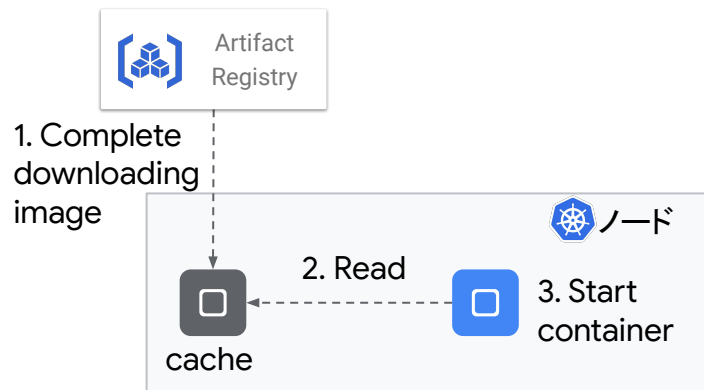 Artifact
Registry
1. Complete
downloading
image
ノード
2. Read
3. Start
container
cache